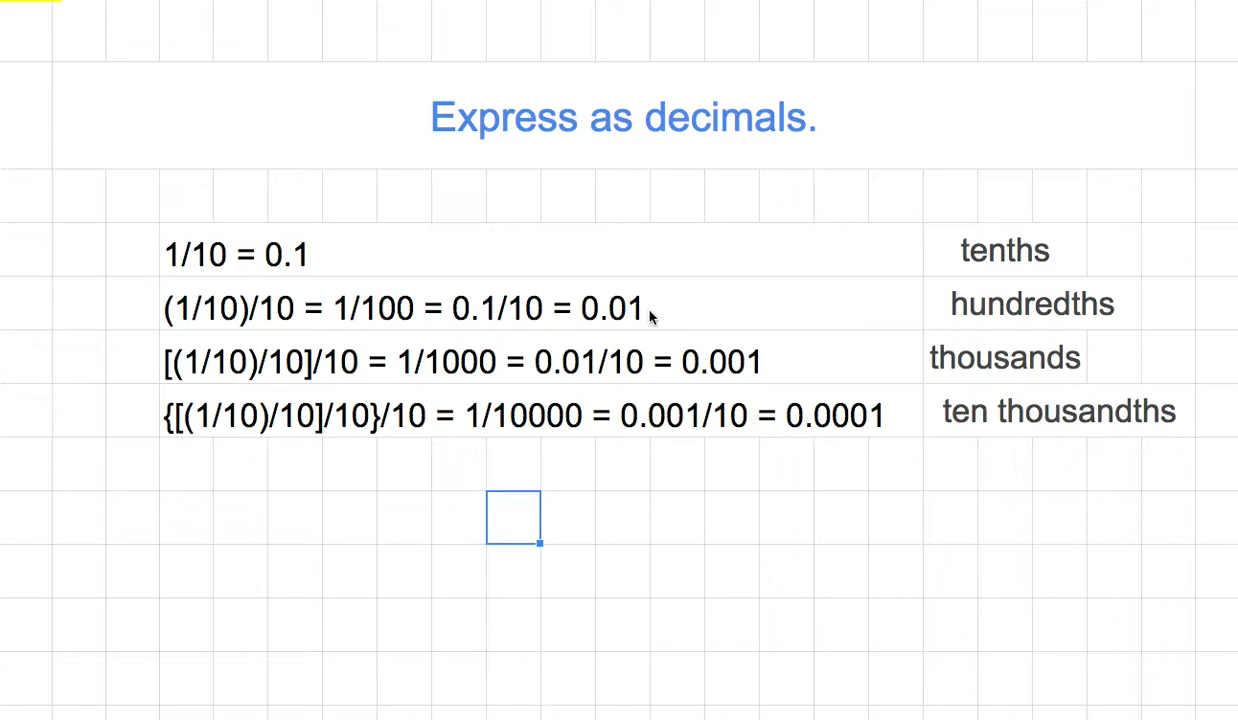 Express as decimals.
1/10 = 0.1 tenths
(1/10)/10 = 1/100 = 0.1/10 = 0.01 hundredths
[(1/10)/10]/10 = 1/1000 = 0.01/10 = 0.001 thousands
{[(1/10)/10]/10}/10 = 1/10000 = 0.001/10 = 0.0001 ten thousandths